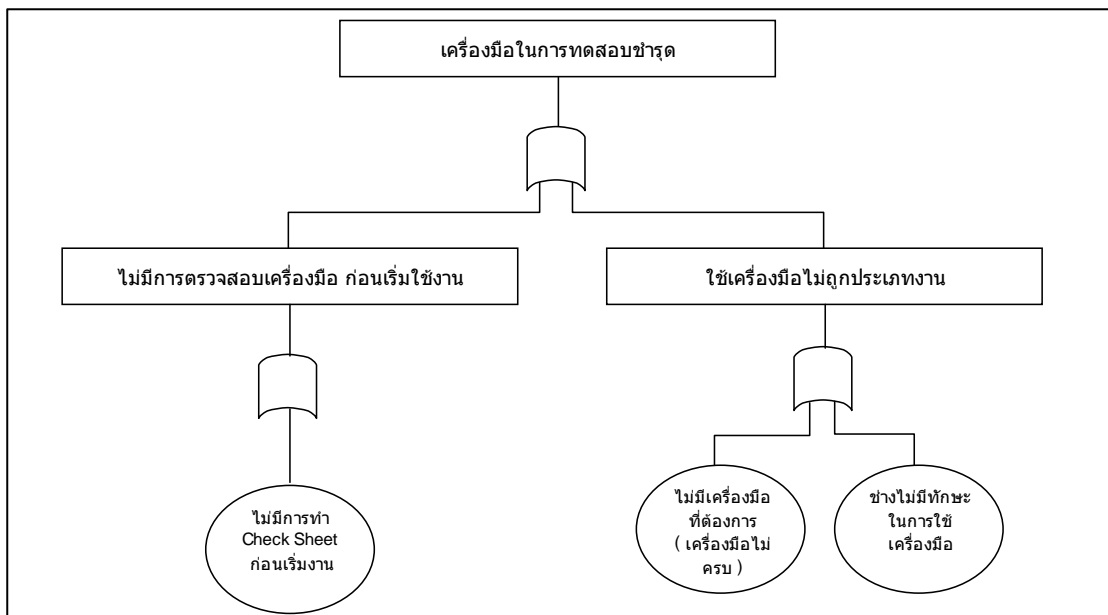 เครื่องมือในการทดสอบชำรุด
ไม่มีการตรวจสอบเครื่องมือ ก่อนเริ่มใช้งาน
ใช้เครื่องมือไม่ถูกประเภทงาน
ไม่มีการทำ
Check Sheet
ก่อนเริ่มงาน
ไม่มีเครื่องมือ
ที่ต้องการ
( เครื่องมือไม่
ครบ )
ช่างไม่มีทักษะ
ในการใช้
เครื่องมือ